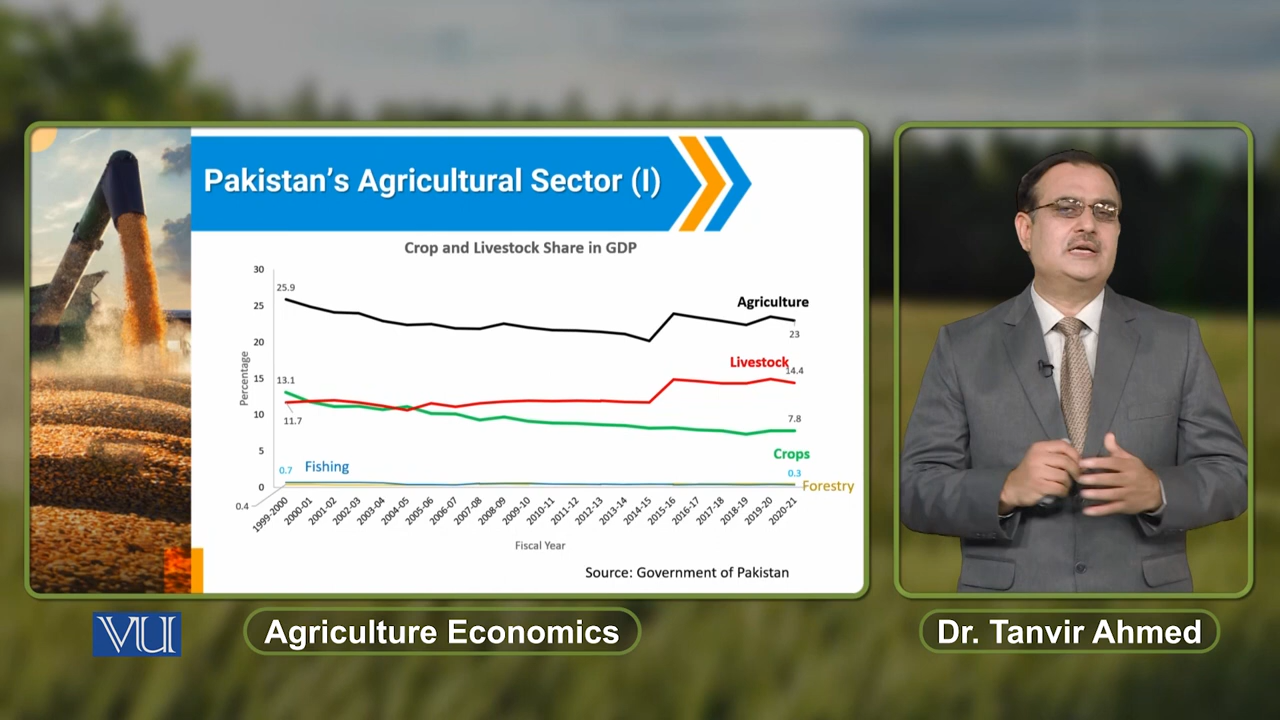 Pakistan's Agricultural Sector (I)
Crop and Livestock Share in GDP
Percentage
30
25
20
15
10
5
0
25.9
13.1
11.7
0.7
0.4
Fishing
Agriculture
23
Livestock
14.4
7.8
Crops
0.3
Forestry
1999-2000
2000-01
2001-02
2002-03
2003-04
2004-05
2005-06
2006-07
2007-08
2008-09
2009-10
2010-11
2011-12
2012-13
2013-14
2014-15
2015-16
2016-17
2017-18
2018-19
2019-20
2020-21
Fiscal Year
Source: Government of Pakistan
VU
Agriculture Economics
Dr. Tanvir Ahmed